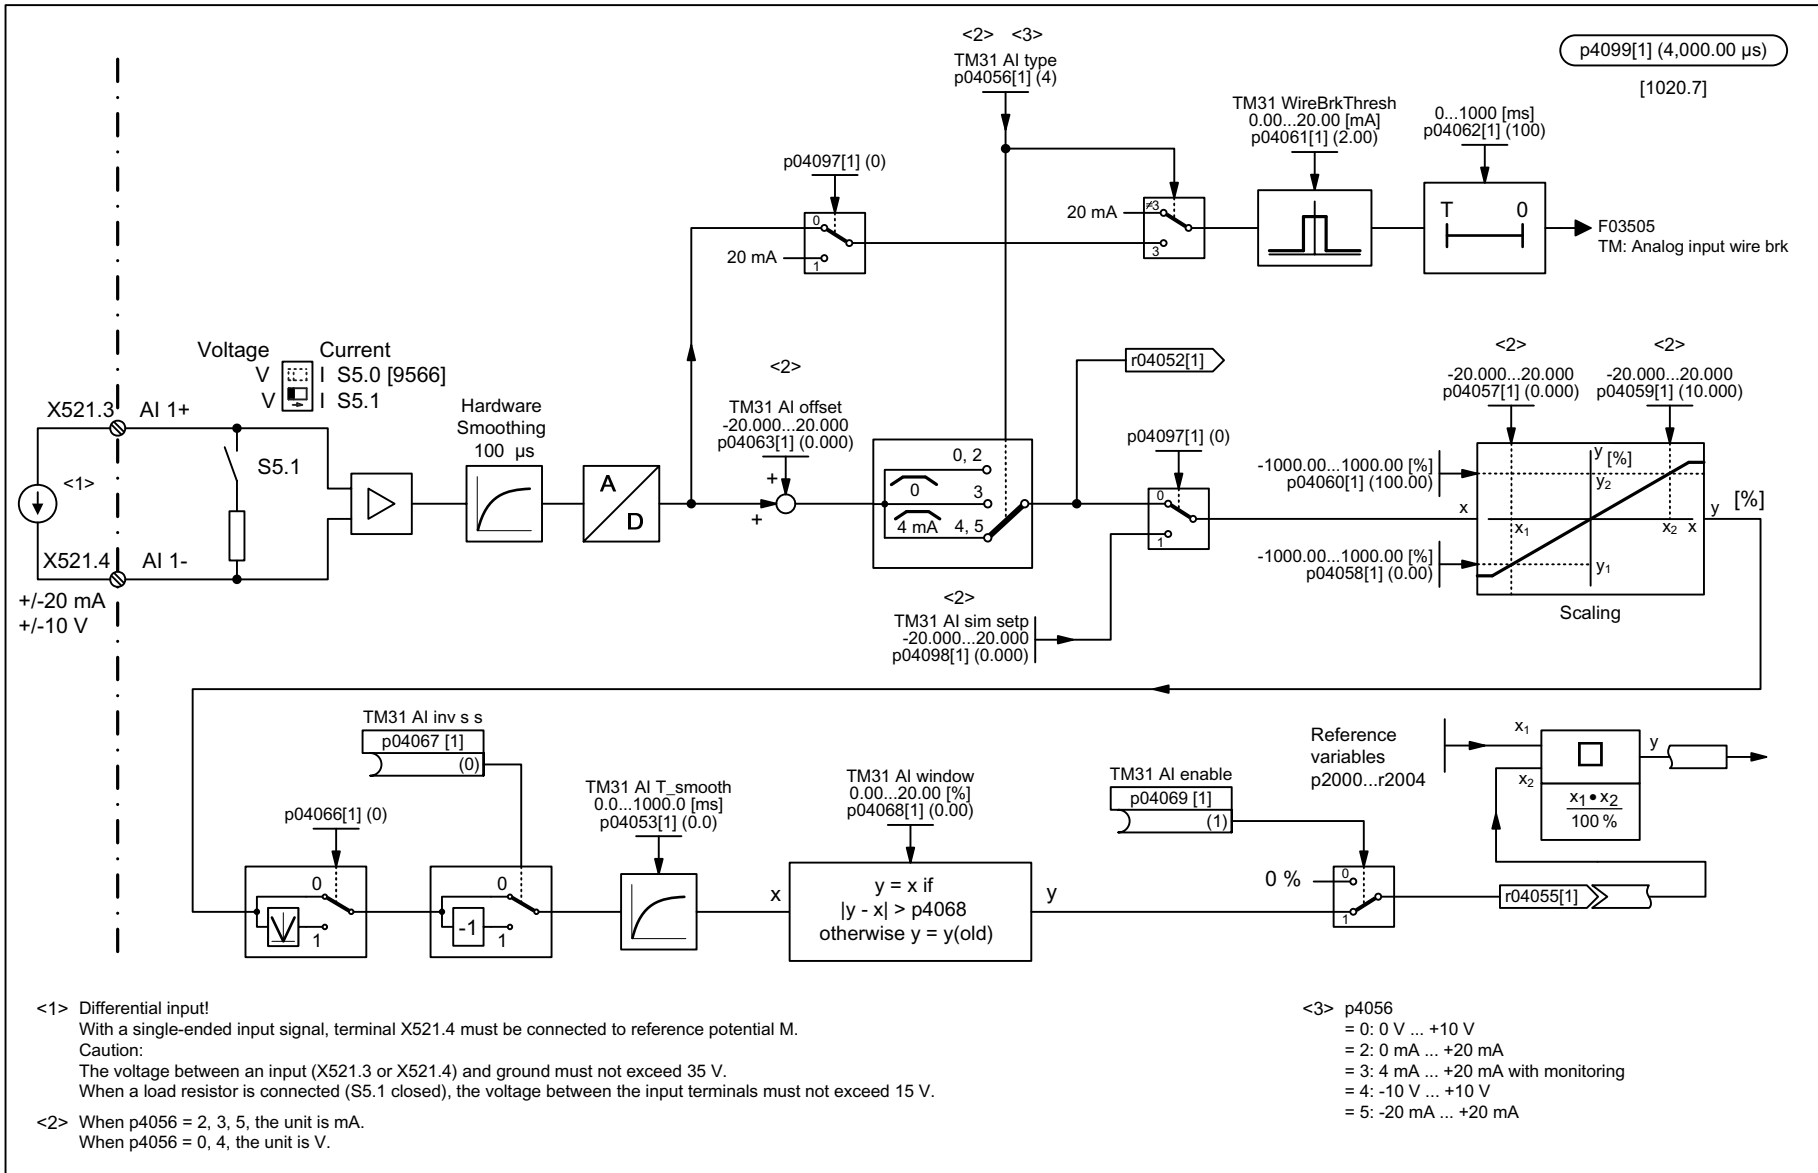 <2> <3>
TM31 AI type
p04056[1] (4)
p4099[1] (4,000.00 µs)
[1020.7]
TM31 WireBrkThresh
0.00...20.00 [mA]
p04061[1] (2.00)
0...1000 [ms]
p04062[1] (100)
p04097[1] (0)
0
20 mA
1
20 mA
≠3
3
T 0
F03505
TM: Analog input wire brk
Voltage Current
V I S5.0 [9566]
V I S5.1
X521.3 AI 1+
S5.1
<1>
X521.4 AI 1-
+/-20 mA
+/-10 V
Hardware
Smoothing
100 µs
A
D
<2>
TM31 AI offset
-20.000...20.000
p04063[1] (0.000)
+
+
0, 2
0
3
4 mA 4, 5
r04052[1]
p04097[1] (0)
0
1
<2>
TM31 AI sim setp
-20.000...20.000
p04098[1] (0.000)
<2> <2>
-20.000...20.000 -20.000...20.000
p04057[1] (0.000) p04059[1] (10.000)
-1000.00...1000.00 [%]
p04060[1] (100.00)
y [%]
y2
x
x1 x2 x
y [%]
-1000.00...1000.00 [%]
p04058[1] (0.00)
y1
Scaling
TM31 AI inv s s
p04067 [1]
(0)
p04066[1] (0)
0
1
0
-1 1
TM31 AI T_smooth
0.0...1000.0 [ms]
p04053[1] (0.0)
TM31 AI window
0.00...20.00 [%]
p04068[1] (0.00)
x
y = x if
|y - x| > p4068
otherwise y = y(old)
y
TM31 AI enable
p04069 [1]
(1)
0 %
0
1
r04055[1]
Reference
variables
p2000...r2004
x1
x2
y
x1 • x2
100 %
<1> Differential input!
With a single-ended input signal, terminal X521.4 must be connected to reference potential M.
Caution:
The voltage between an input (X521.3 or X521.4) and ground must not exceed 35 V.
When a load resistor is connected (S5.1 closed), the voltage between the input terminals must not exceed 15 V.
<2> When p4056 = 2, 3, 5, the unit is mA.
When p4056 = 0, 4, the unit is V.
<3> p4056
= 0: 0 V ... +10 V
= 2: 0 mA ... +20 mA
= 3: 4 mA ... +20 mA with monitoring
= 4: -10 V ... +10 V
= 5: -20 mA ... +20 mA